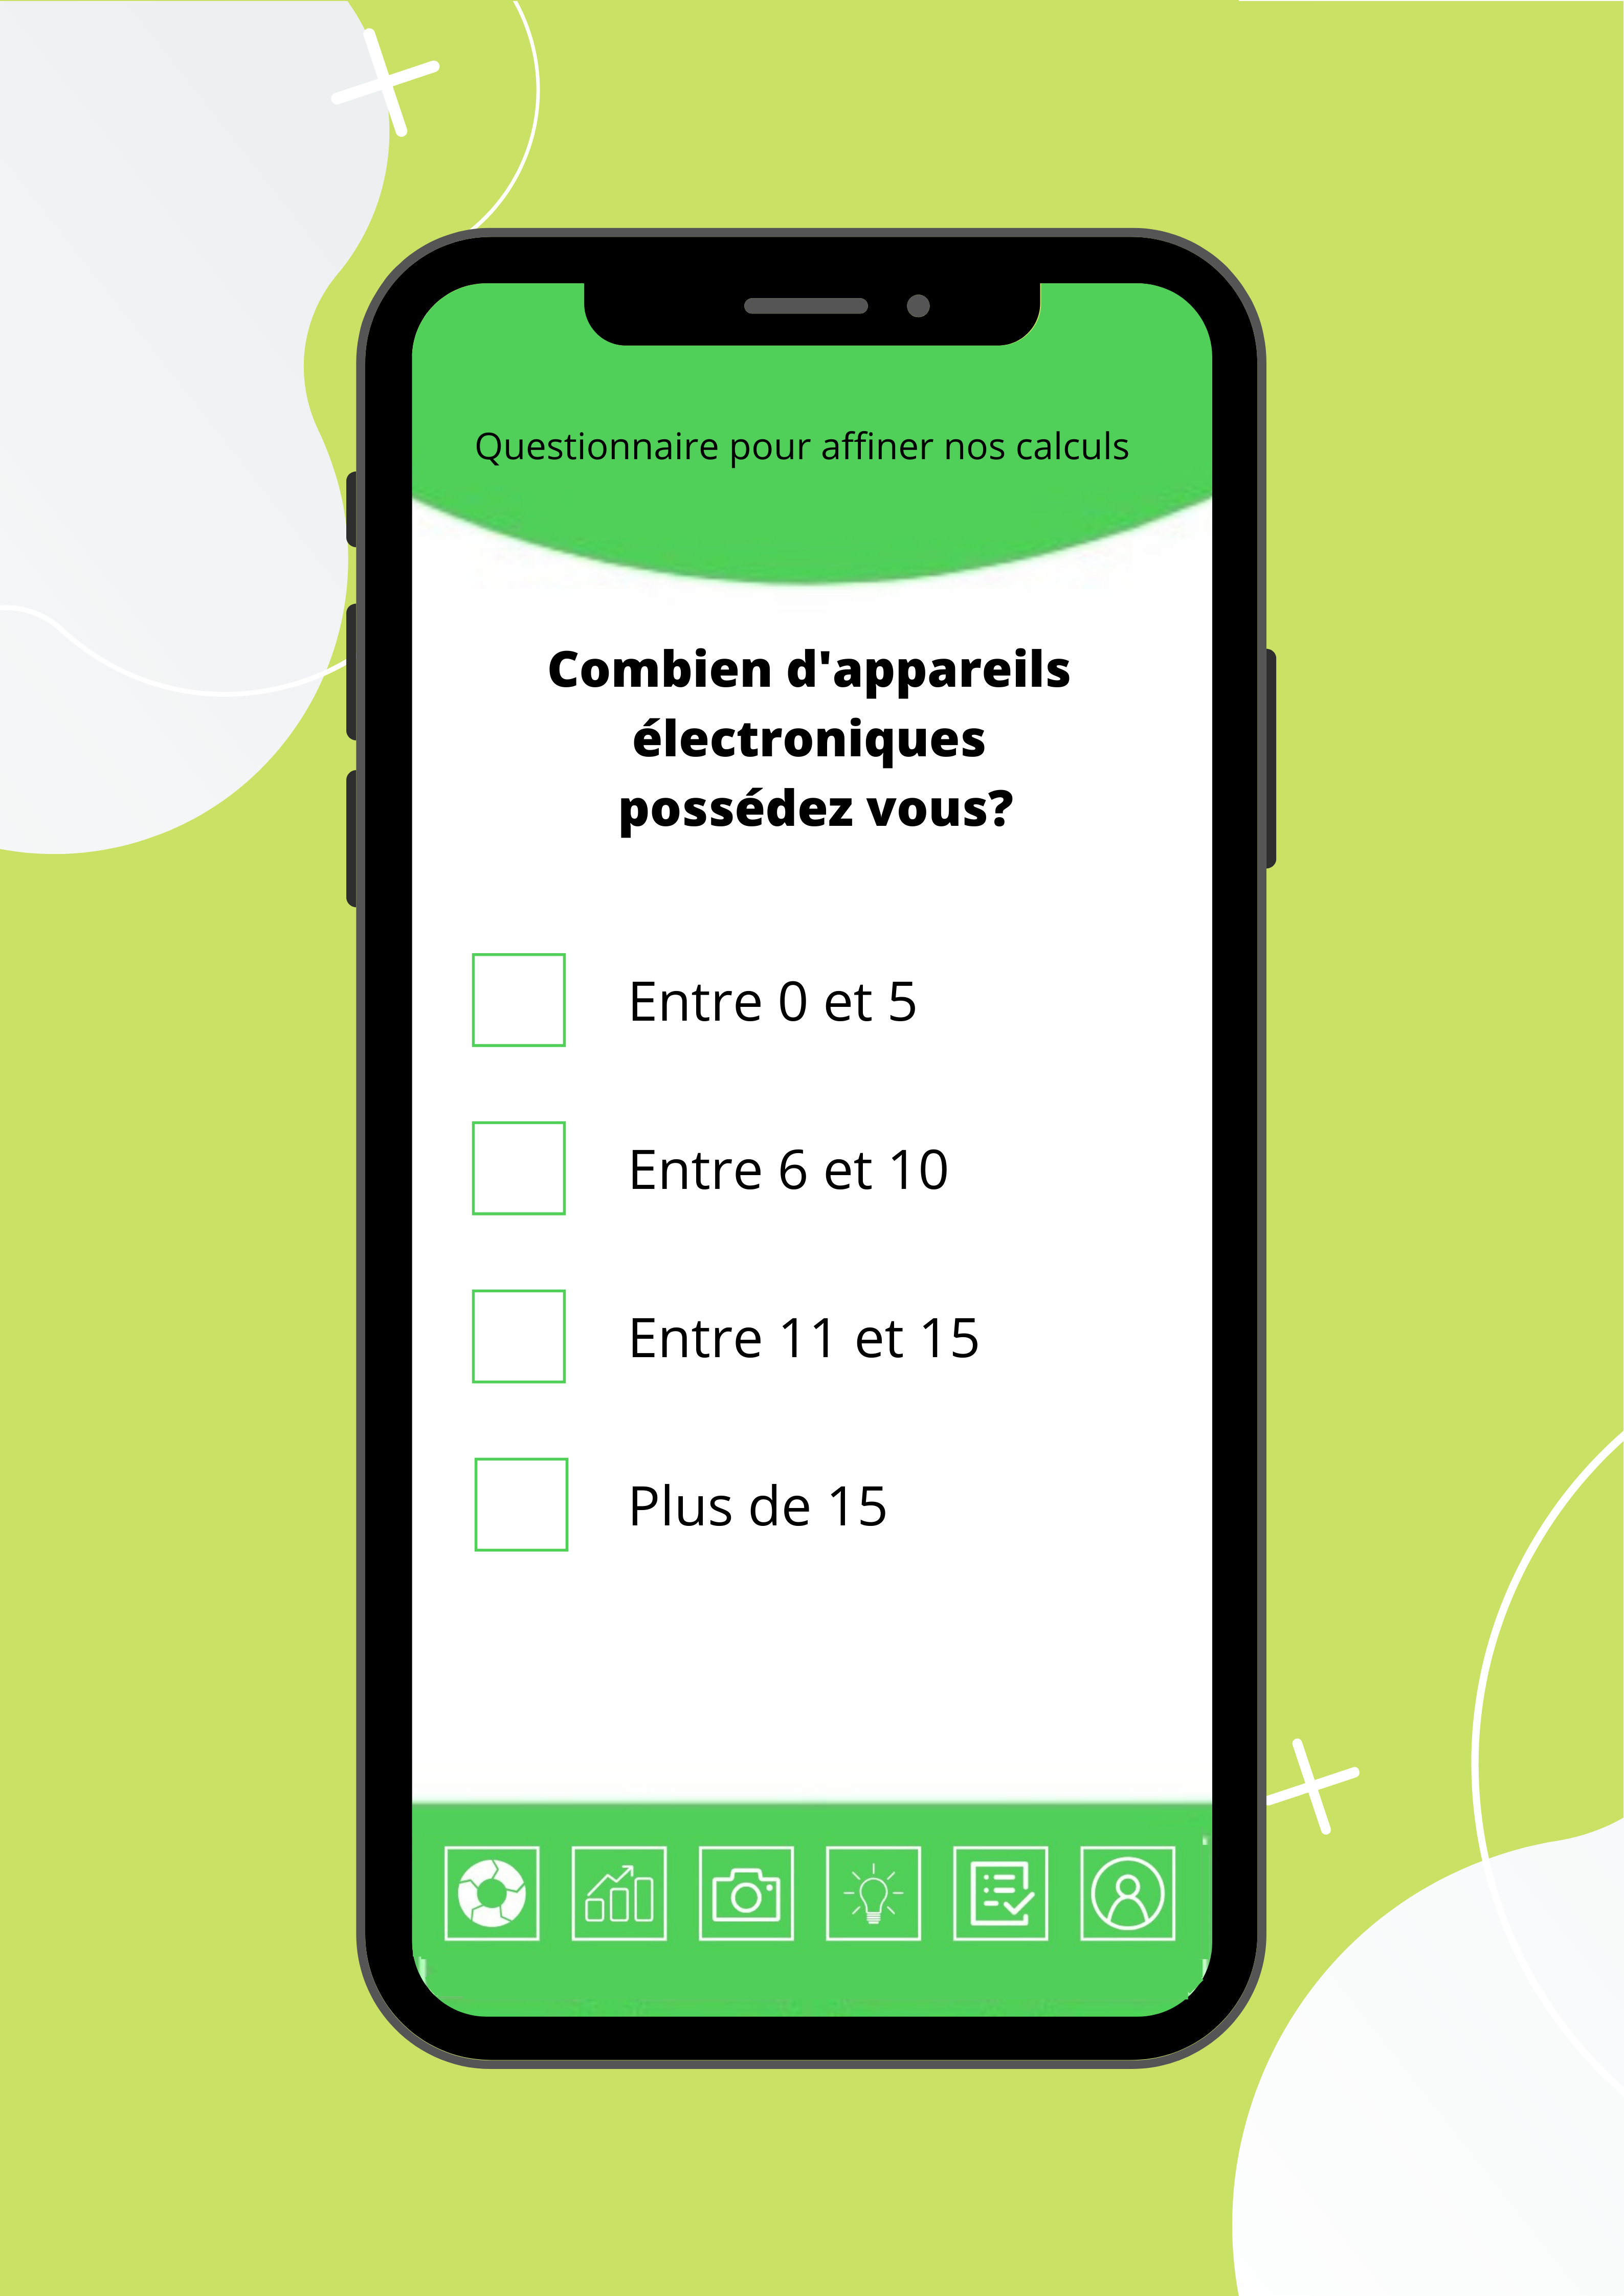 Questionnaire pour affiner nos calculs
Combien d'appareils
électroniques
possédez vous?
Entre 0 et 5
Entre 6 et 10
Entre 11 et 15
Plus de 15